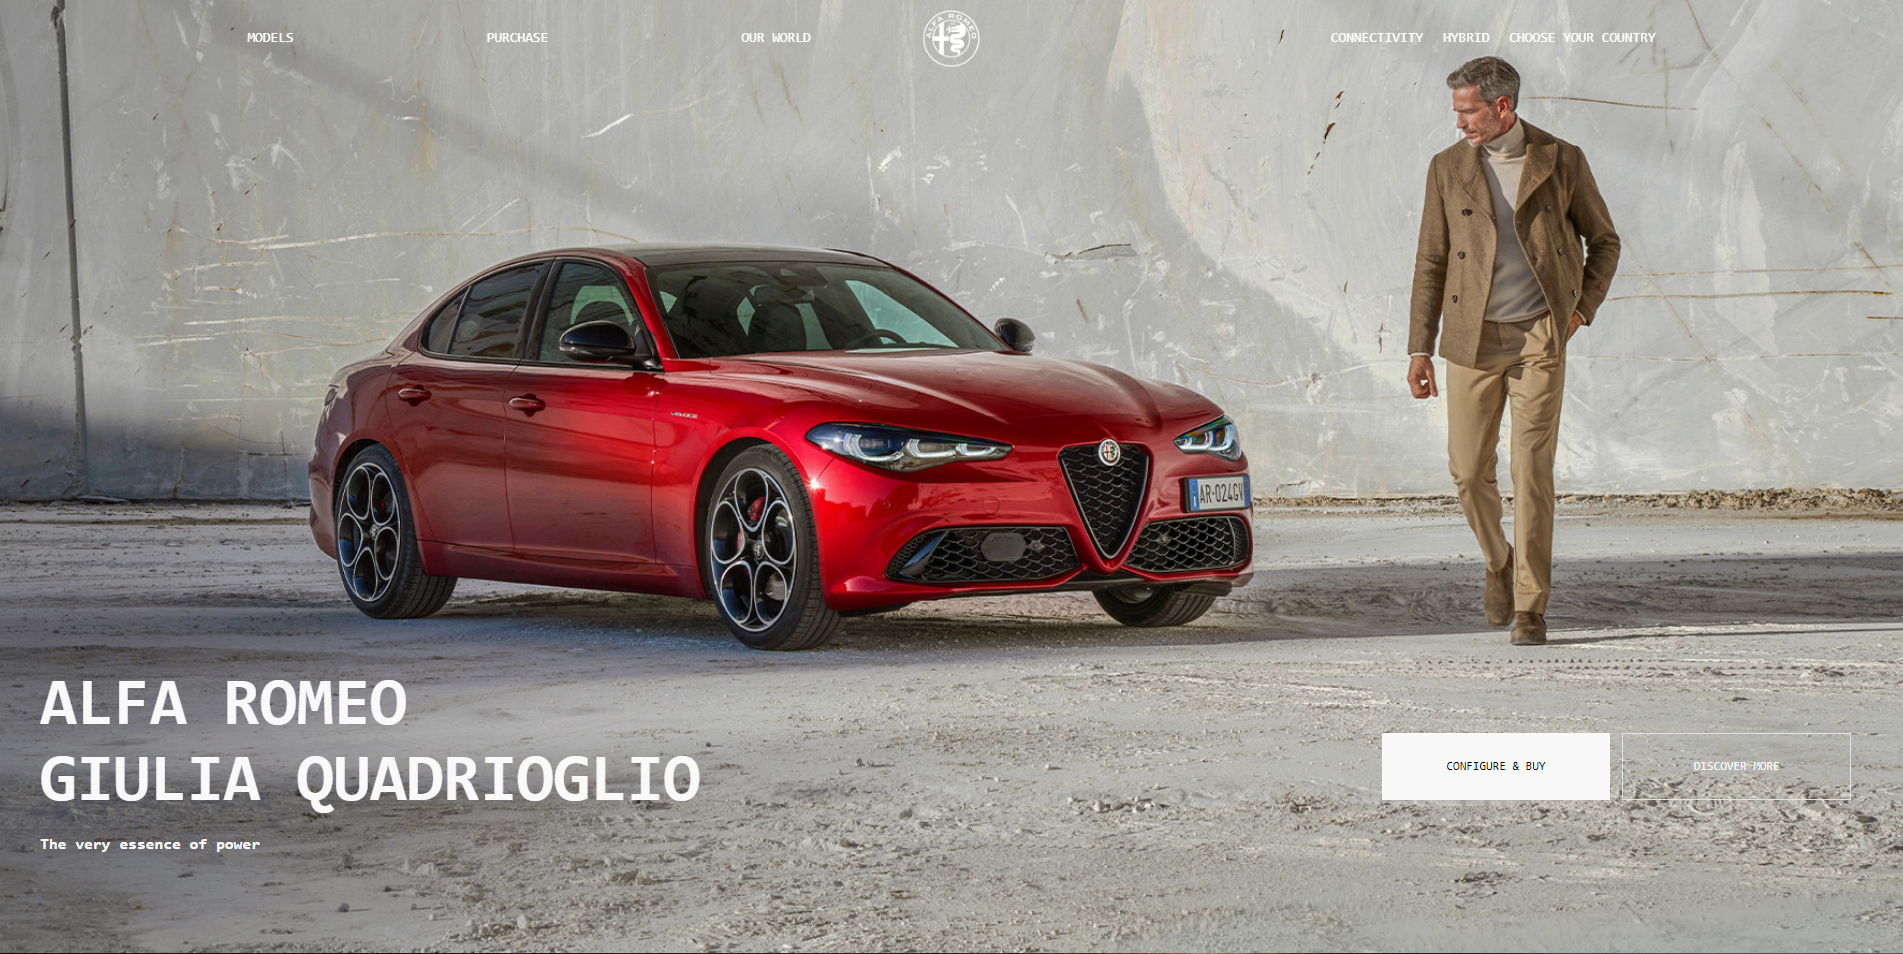 MODELS
PURCHASE
OUR WORLD
ALFA ROMEO
CONNECTIVITY
HYBRID
CHOOSE YOUR COUNTRY
AR·024GV
ALFA ROMEO
GIULIA QUADRIOGLIO
The very essence of power
CONFIGURE & BUY
DISCOVER MORE